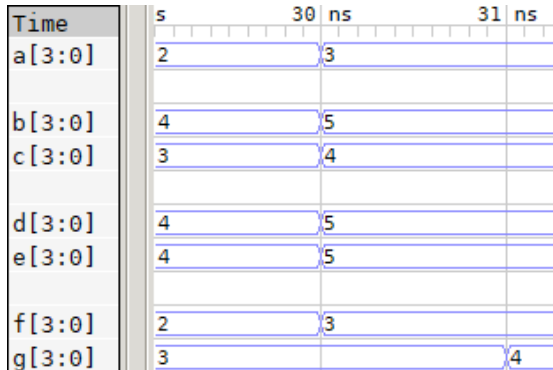 Time s 30 ns 31 ns
a[3:0] 2 3
b[3:0] 4 5
c[3:0] 3 4
d[3:0] 4 5
e[3:0] 4 5
f[3:0] 2 3
g[3:0] 3 4